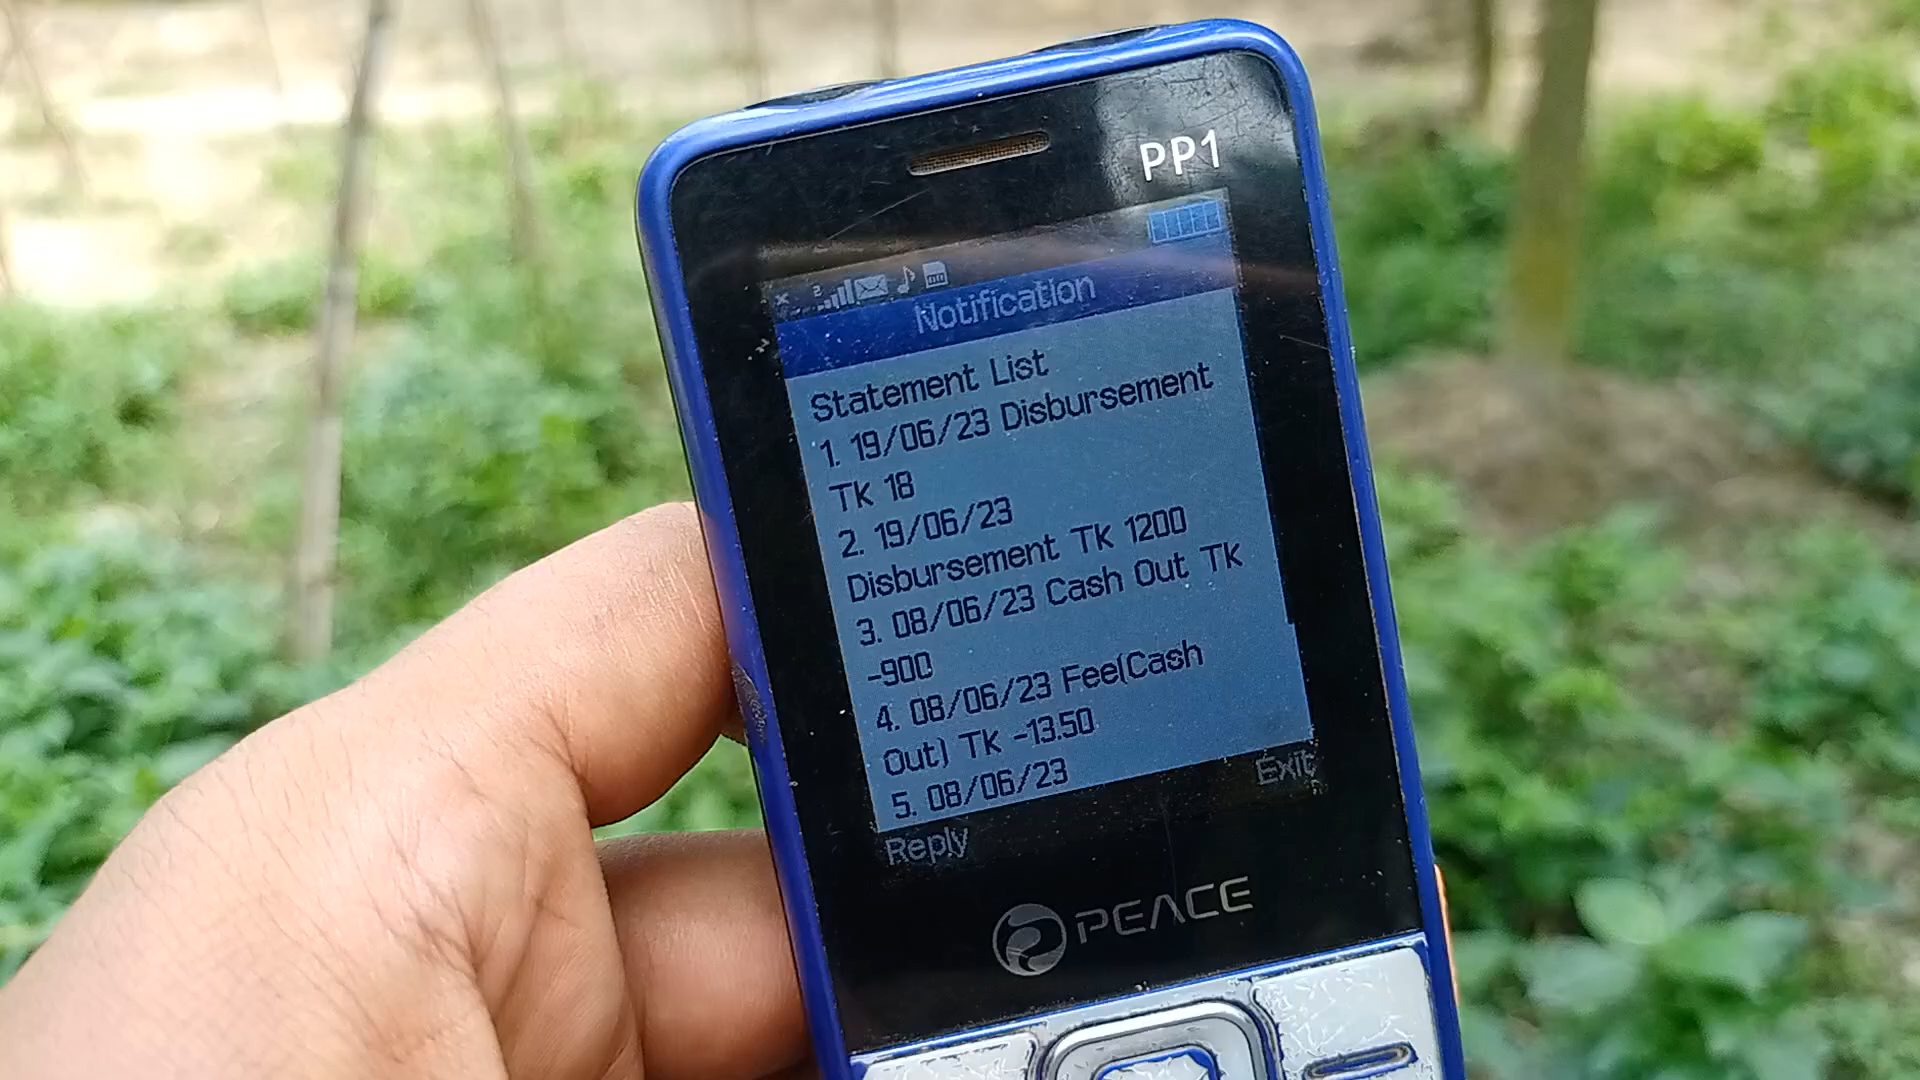 PP1
Notification
Statement List
1. 19/06/23 Disbursement
Tk 18
2. 19/06/23
Disbursement Tk 1200
3. 08/06/23 Cash Out Tk
-900
4. 08/06/23 Fee(Cash
Out) Tk -13.50
5. 08/06/23
Reply Exit
PEACE